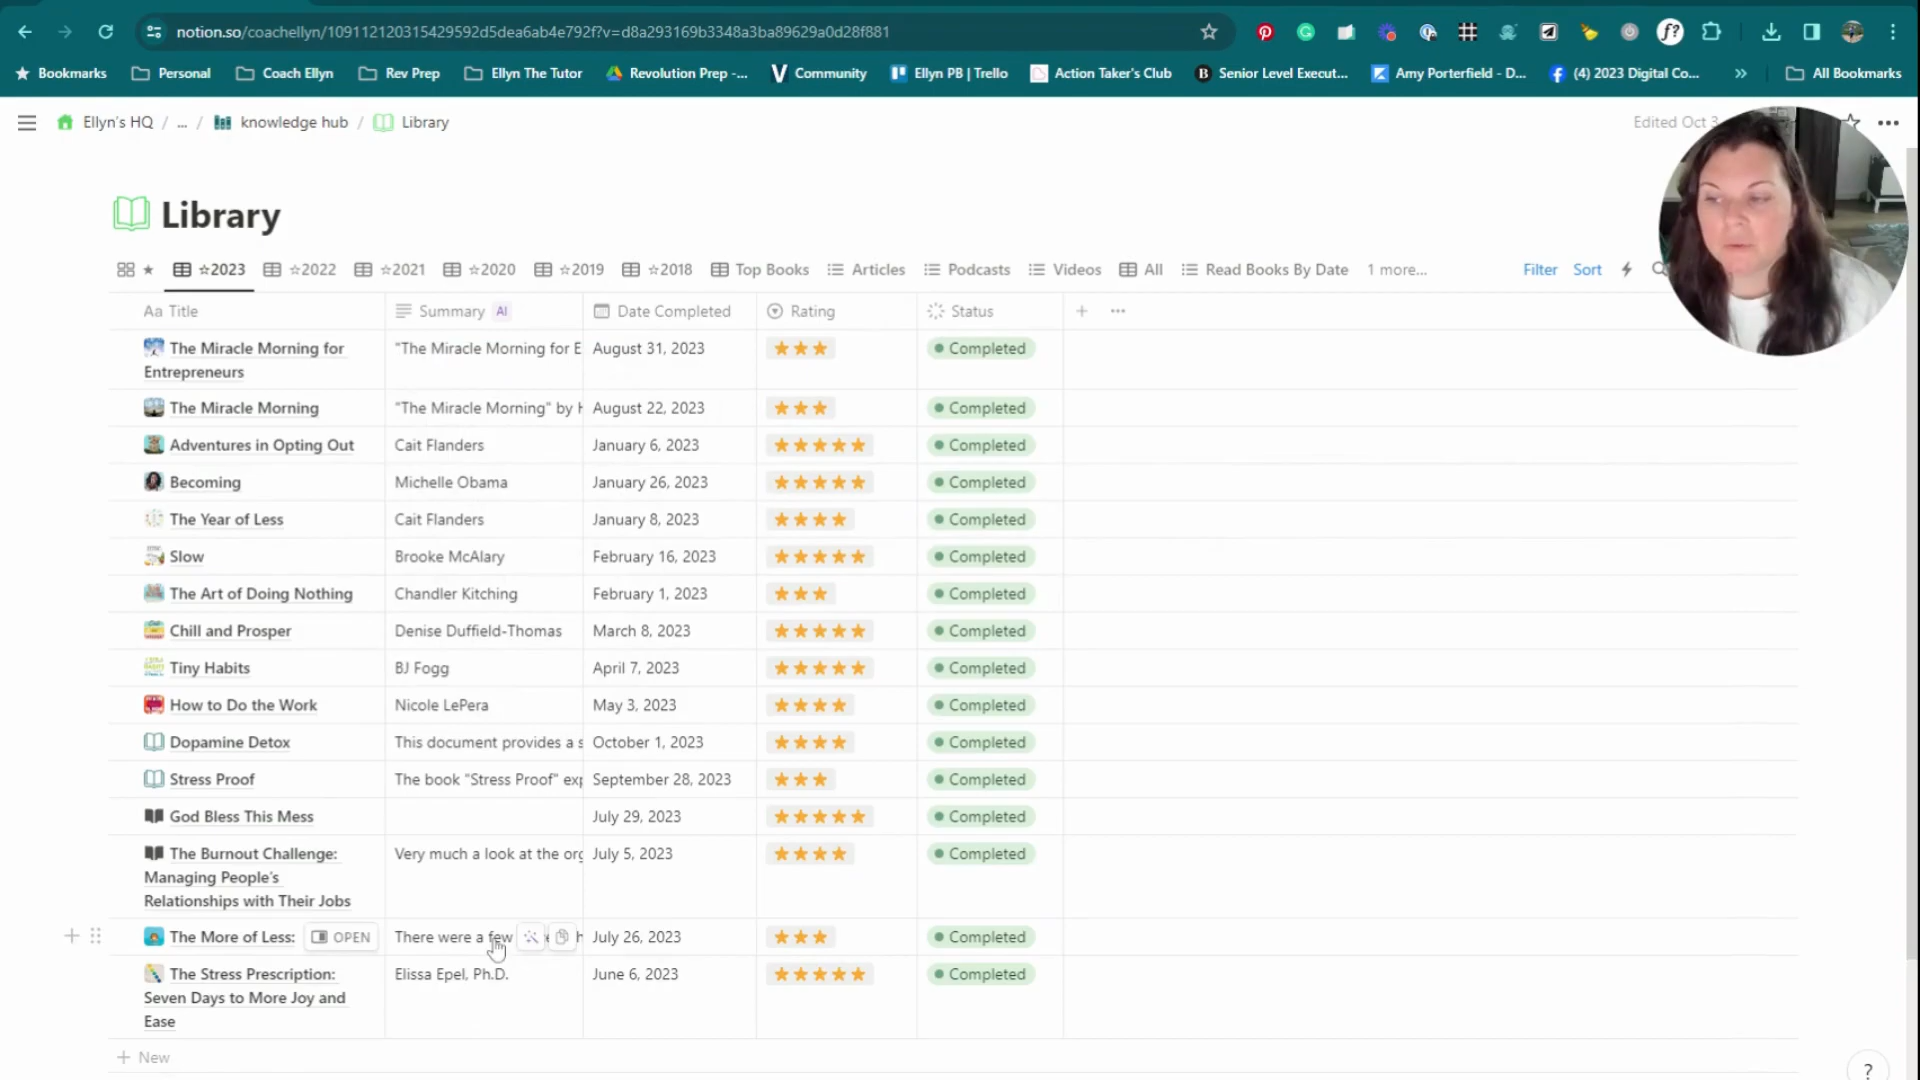 notion.so/coachellyn/109112120315429592d5dea6ab4e792f?v=d8a293169b3348a3ba89629a0d28f881
Bookmarks Personal Coach Ellyn Rev Prep Ellyn The Tutor Revolution Prep -... Community Ellyn PB | Trello Action Taker's Club Senior Level Execut... Amy Porterfield - D... (4) 2023 Digital Co... » All Bookmarks
Ellyn's HQ / ... / knowledge hub / Library Edited Oct 3
Library
☆2023 ☆2022 ☆2021 ☆2020 ☆2019 ☆2018 Top Books Articles Podcasts Videos All Read Books By Date 1 more... Filter Sort
Aa Title Summary AI Date Completed Rating Status
The Miracle Morning for "The Miracle Morning for E August 31, 2023 ★★★ Completed
Entrepreneurs
The Miracle Morning "The Miracle Morning" by H August 22, 2023 ★★★ Completed
Adventures in Opting Out Cait Flanders January 6, 2023 ★★★★★ Completed
Becoming Michelle Obama January 26, 2023 ★★★★★ Completed
The Year of Less Cait Flanders January 8, 2023 ★★★★ Completed
Slow Brooke McAlary February 16, 2023 ★★★★★ Completed
The Art of Doing Nothing Chandler Kitching February 1, 2023 ★★★ Completed
Chill and Prosper Denise Duffield-Thomas March 8, 2023 ★★★★★ Completed
Tiny Habits BJ Fogg April 7, 2023 ★★★★★ Completed
How to Do the Work Nicole LePera May 3, 2023 ★★★★ Completed
Dopamine Detox This document provides a s October 1, 2023 ★★★★ Completed
Stress Proof The book "Stress Proof" exp September 28, 2023 ★★★ Completed
God Bless This Mess July 29, 2023 ★★★★★ Completed
The Burnout Challenge: Very much a look at the org July 5, 2023 ★★★★ Completed
Managing People's
Relationships with Their Jobs
The More of Less: OPEN There were a few July 26, 2023 ★★★ Completed
The Stress Prescription: Elissa Epel, Ph.D. June 6, 2023 ★★★★★ Completed
Seven Days to More Joy and
Ease
+ New
?